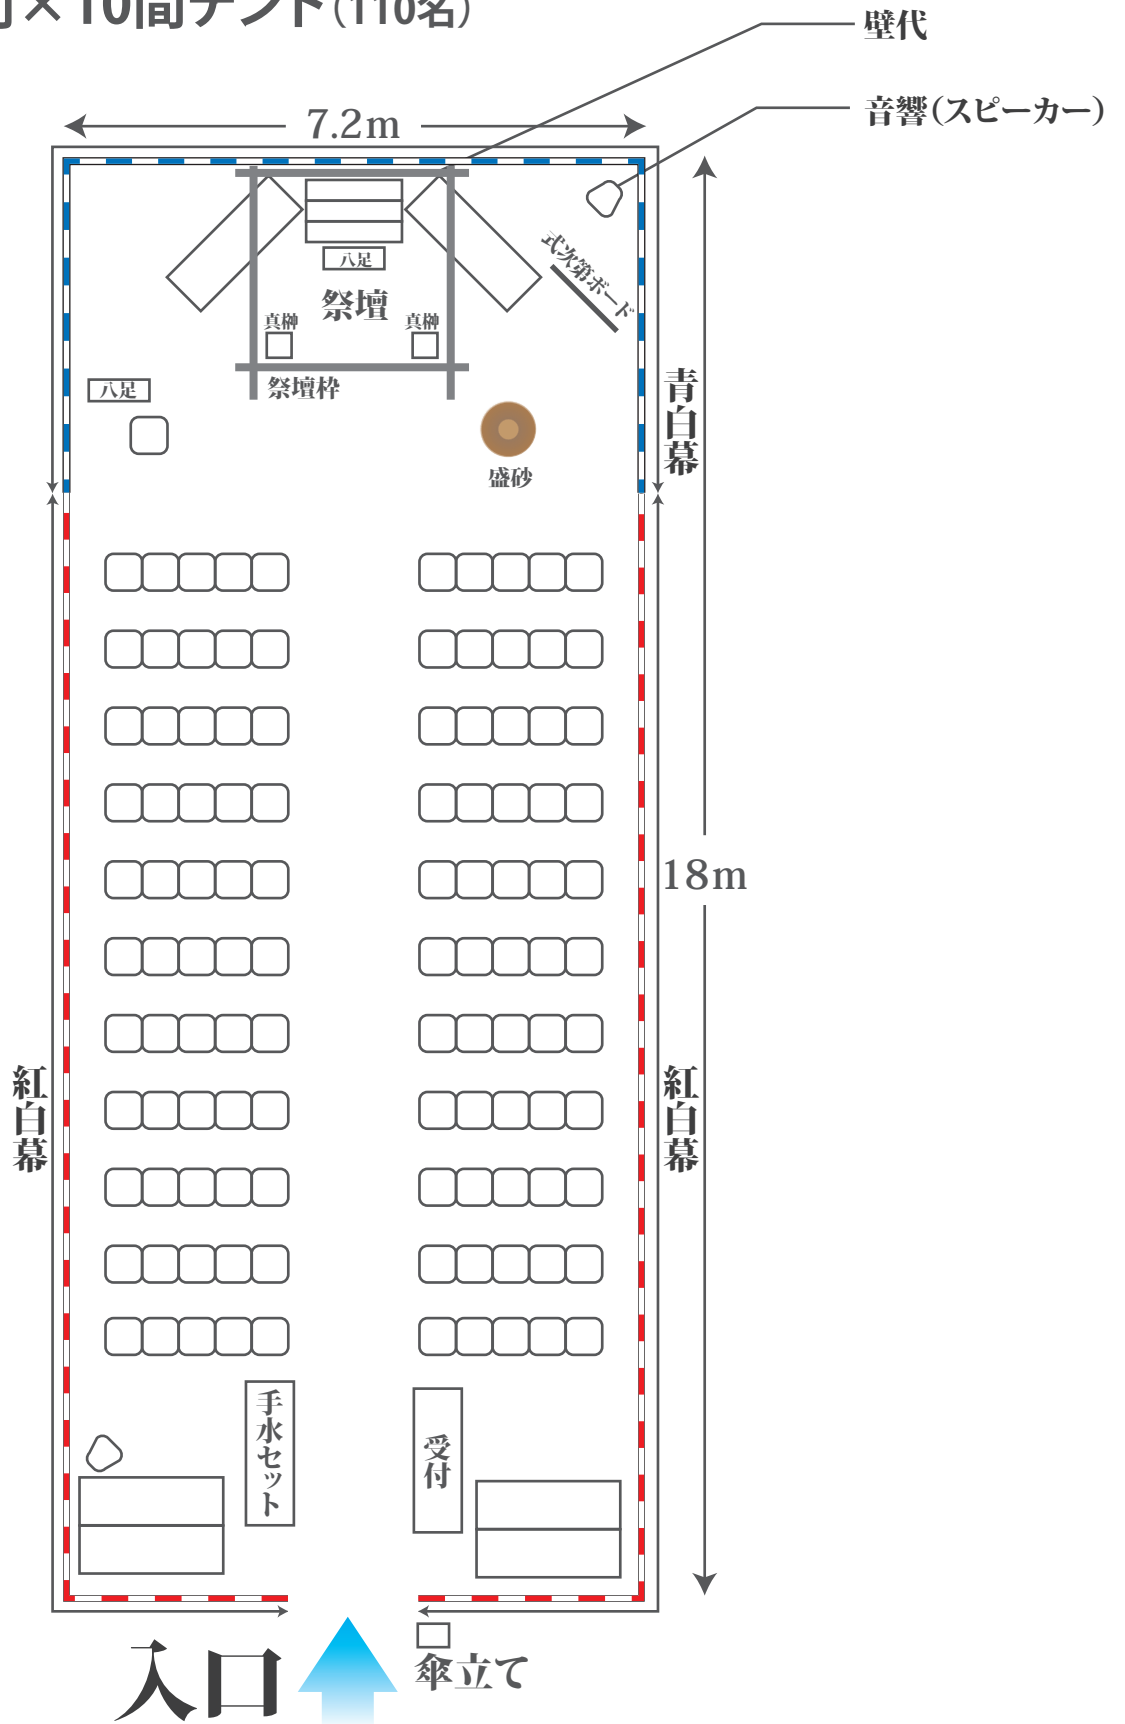 ×10間テント（110名）
壁代
音響（スピーカー）
7.2m
八足
式次第ボード
祭壇
真榊
真榊
祭壇枠
八足
青白幕
盛砂
18m
紅白幕
紅白幕
手水セット
受付
傘立て
入口